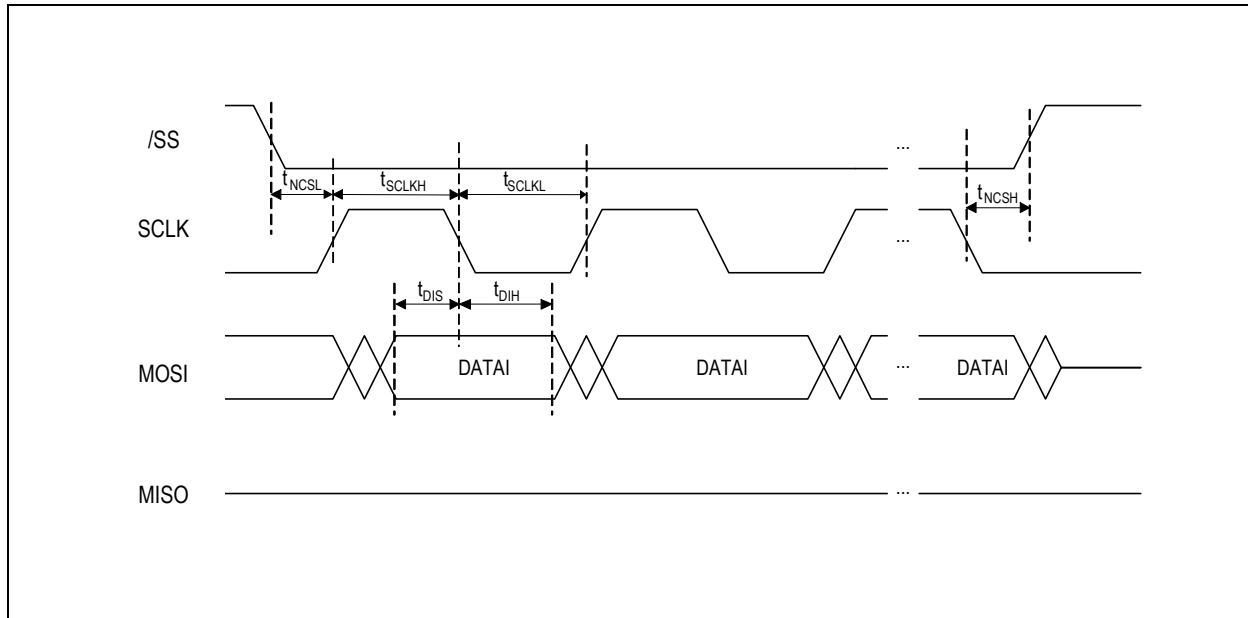 /SS
...
tNCSL
tSCLKH
tSCLKL
tNCSH
SCLK
...
tDIS
tDIH
MOSI
DATAI
DATAI
...
DATAI
MISO
...